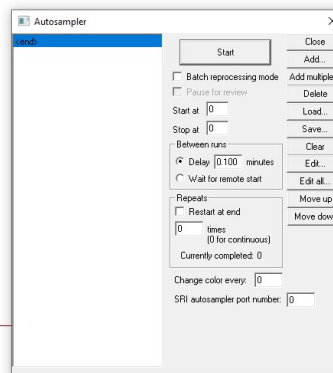 Autosampler
<end>
Start
Batch reprocessing mode
Pause for review
Start at 0
Stop at 0
Between runs
Delay 0.100 minutes
Wait for remote start
Repeats
Restart at end
0 times
(0 for continuous)
Currently completed: 0
Change color every: 0
SRI autosampler port number: 0
Close
Add...
Add multiple
Delete
Load...
Save...
Clear
Edit...
Edit all...
Move up
Move down